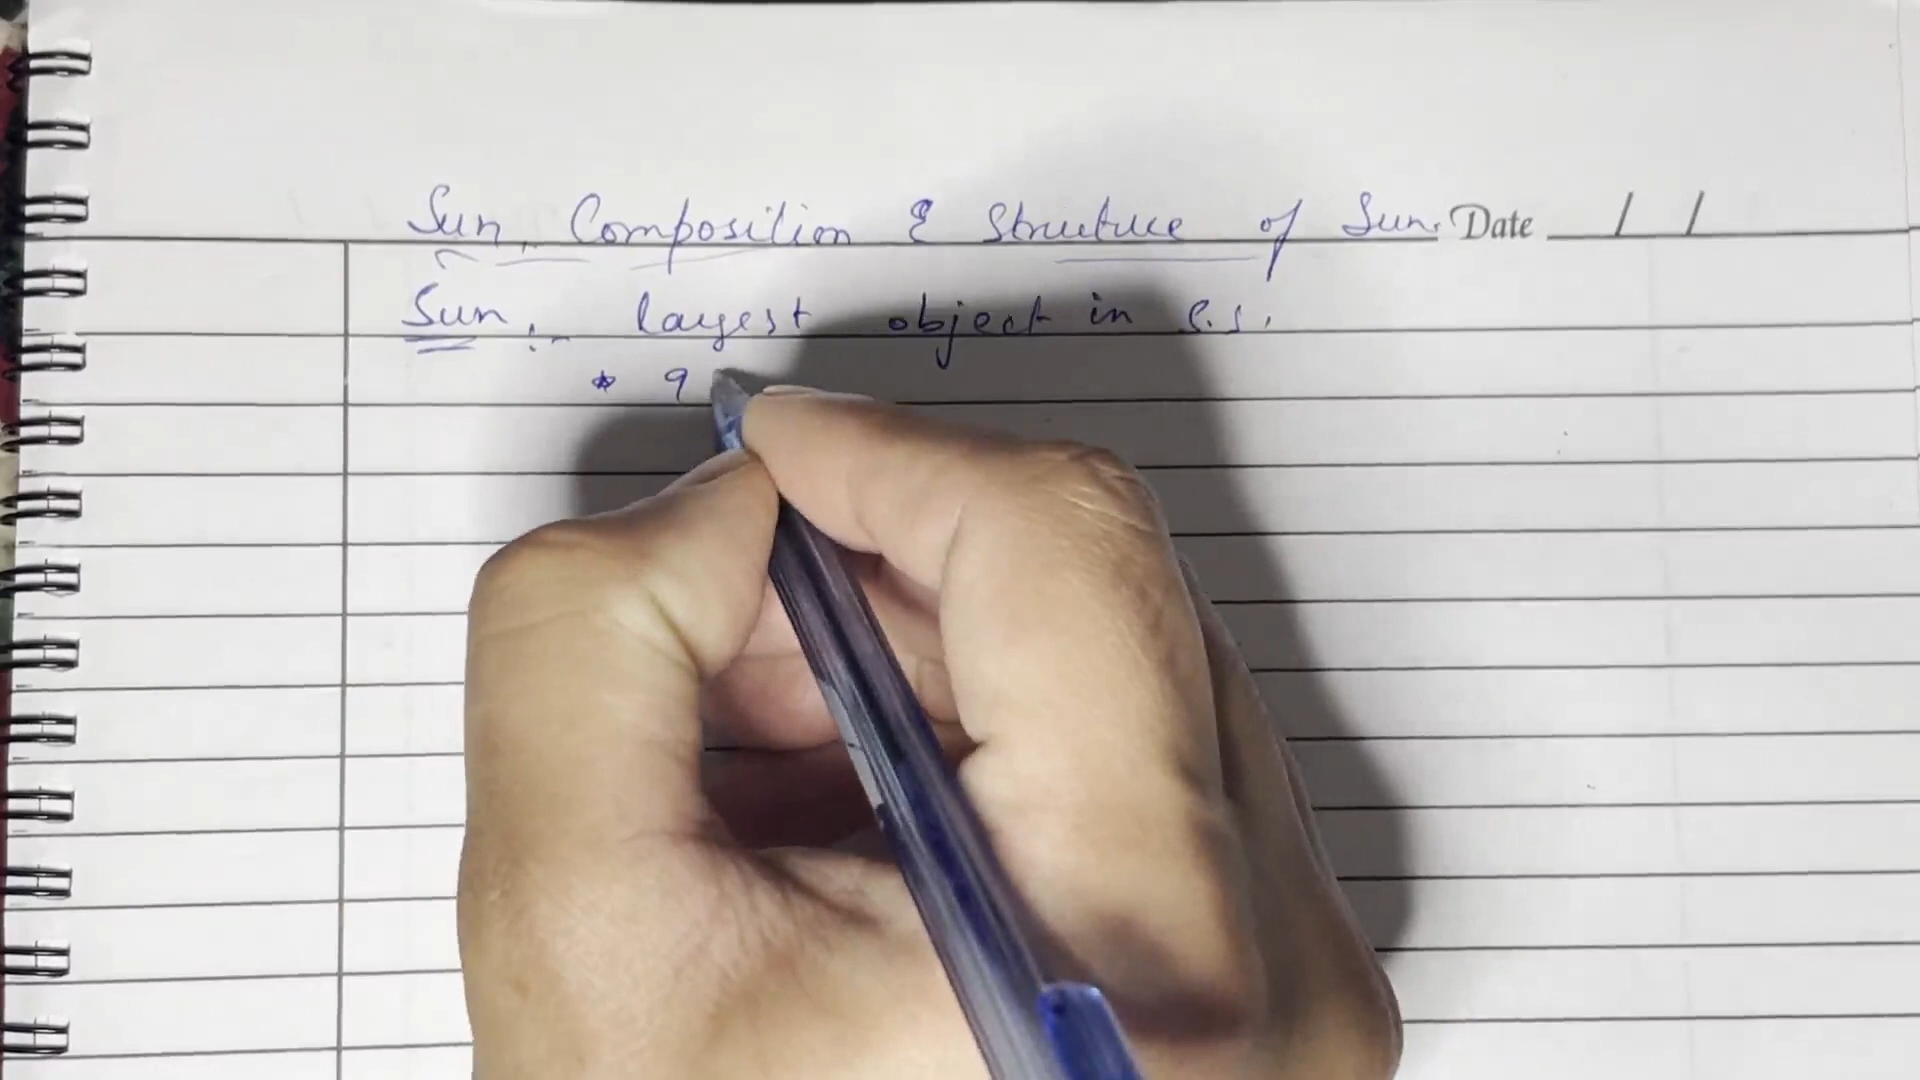 Sun, Composition & Structure of Sun. Date / /
Sun :- largest object in S.S.
* 9